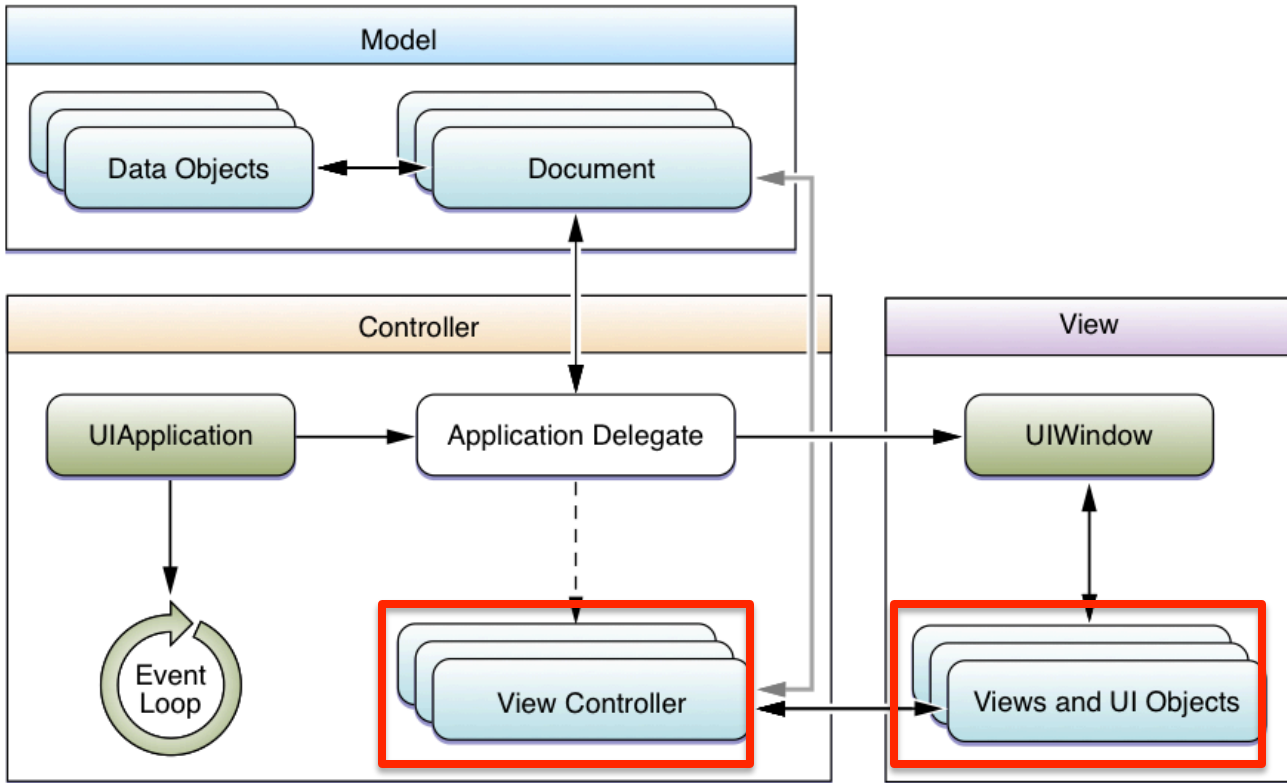 Model
Data Objects
Document
Controller
View
UIApplication
Application Delegate
UIWindow
Event
Loop
View Controller
Views and UI Objects